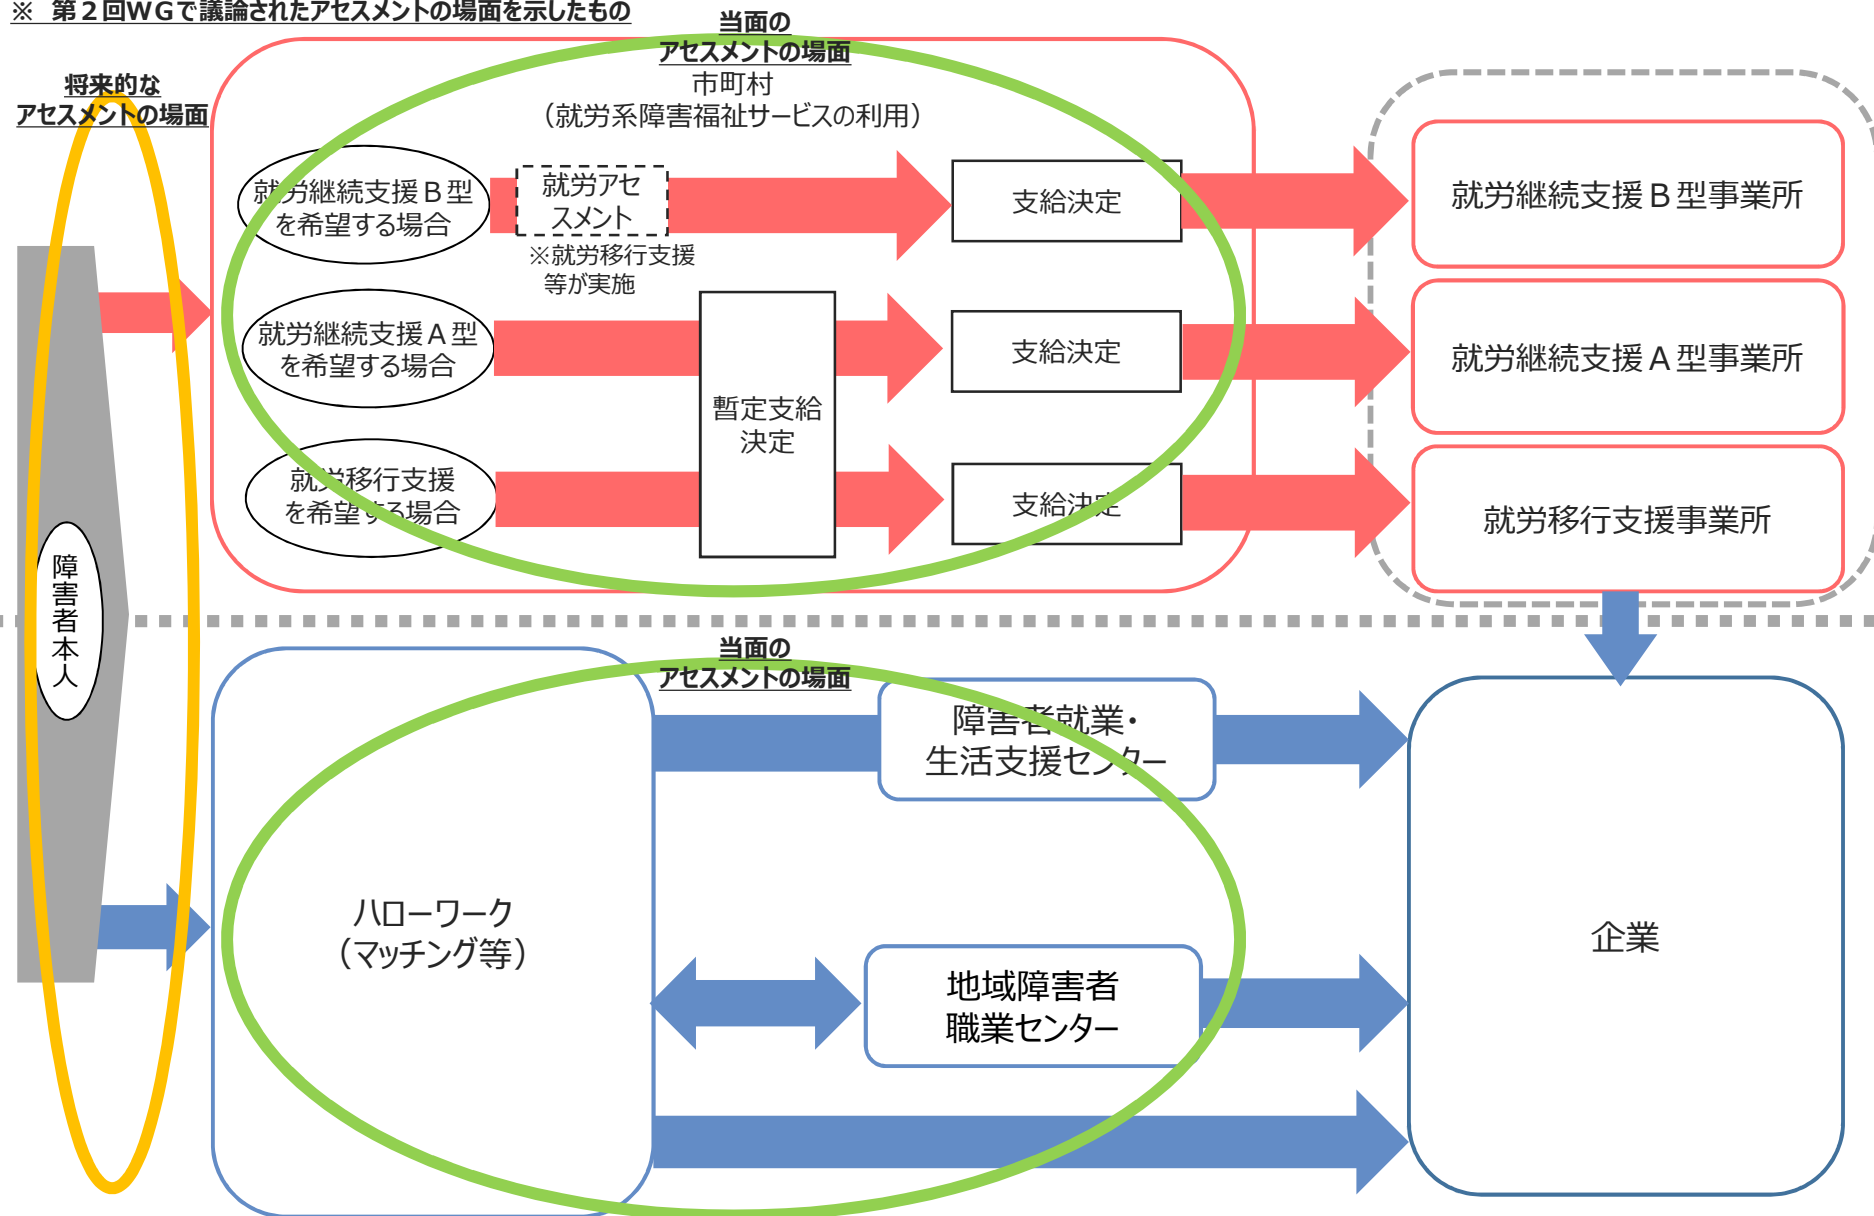 ※　第２回ＷＧで議論されたアセスメントの場面を示したもの
将来的な
アセスメントの場面
当面の
アセスメントの場面
市町村
（就労系障害福祉サービスの利用）
就労継続支援Ｂ型
を希望する場合
就労アセ
スメント
※就労移行支援
等が実施
支給決定
就労継続支援Ｂ型事業所
就労継続支援Ａ型
を希望する場合
暫定支給
決定
支給決定
就労継続支援Ａ型事業所
就労移行支援
を希望する場合
支給決定
就労移行支援事業所
障害者本人
当面の
アセスメントの場面
ハローワーク
（マッチング等）
障害者就業・
生活支援センター
地域障害者
職業センター
企業